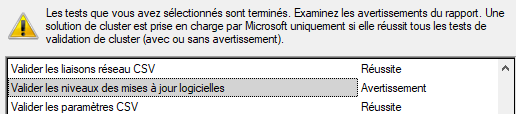 Les tests que vous avez sélectionnés sont terminés. Examinez les avertissements du rapport. Une
solution de cluster est prise en charge par Microsoft uniquement si elle réussit tous les tests de
validation de cluster (avec ou sans avertissement).
Valider les liaisons réseau CSV Réussite
Valider les niveaux des mises à jour logicielles Avertissement
Valider les paramètres CSV Réussite